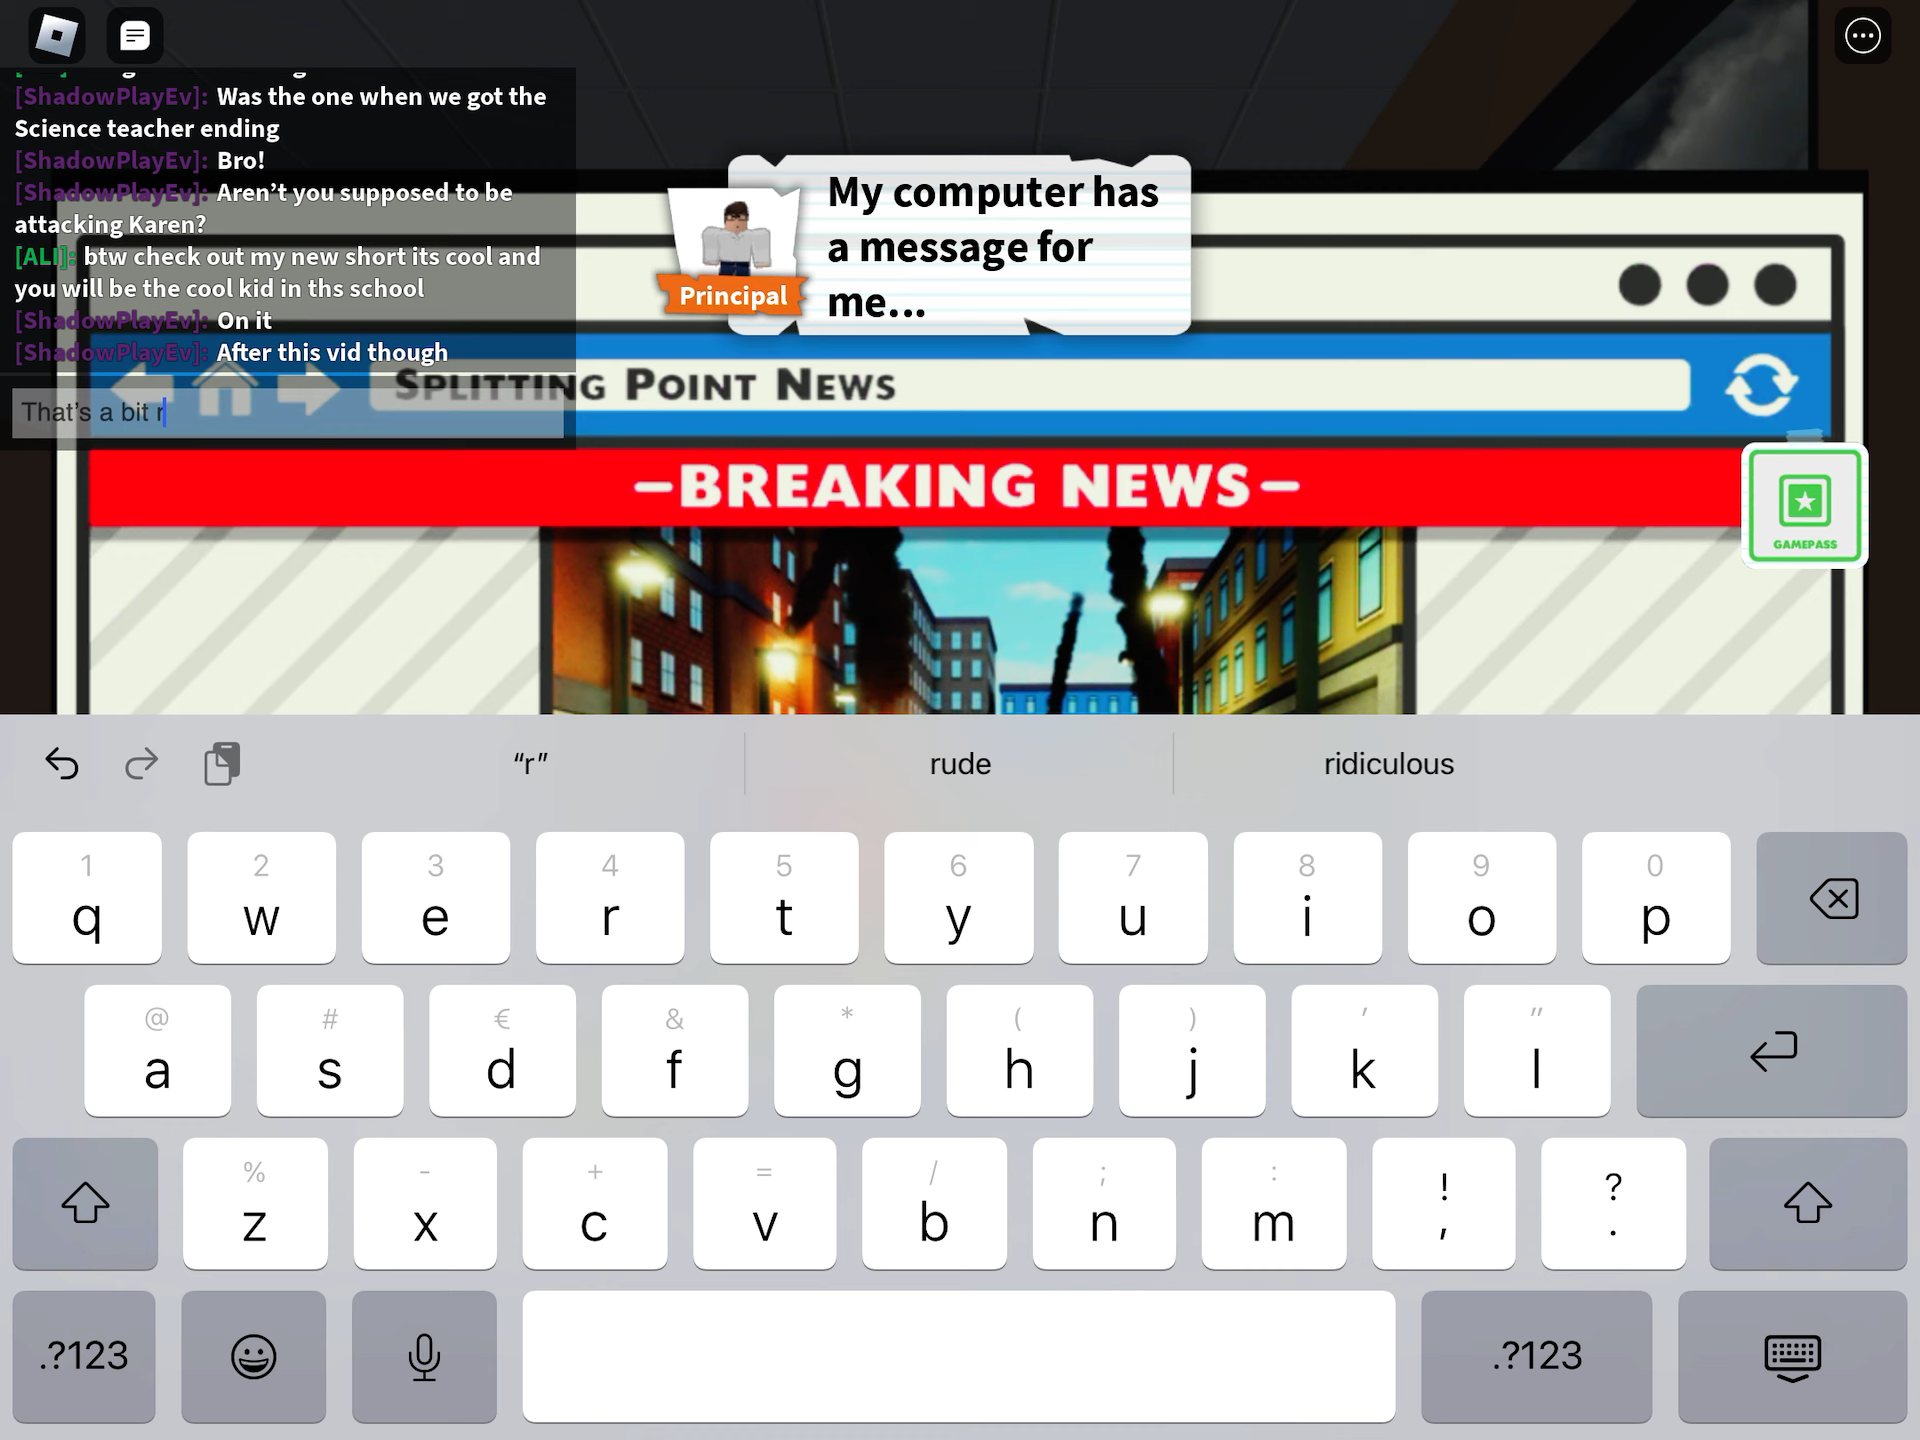 [ShadowPlayEv]: Was the one when we got the
Science teacher ending
[ShadowPlayEv]: Bro!
[ShadowPlayEv]: Aren’t you supposed to be
attacking Karen?
[ALI]: btw check out my new short its cool and
you will be the cool kid in ths school
[ShadowPlayEv]: On it
[ShadowPlayEv]: After this vid though
That’s a bit r
My computer has
a message for
me...
Principal
Splitting Point News
—BREAKING NEWS—
GAMEPASS
“r” rude ridiculous
1 2 3 4 5 6 7 8 9 0
q w e r t y u i o p
@ # € & * ( ) ’ ”
a s d f g h j k l
% - + = / ; : ! ?
z x c v b n m , .
.?123 .?123